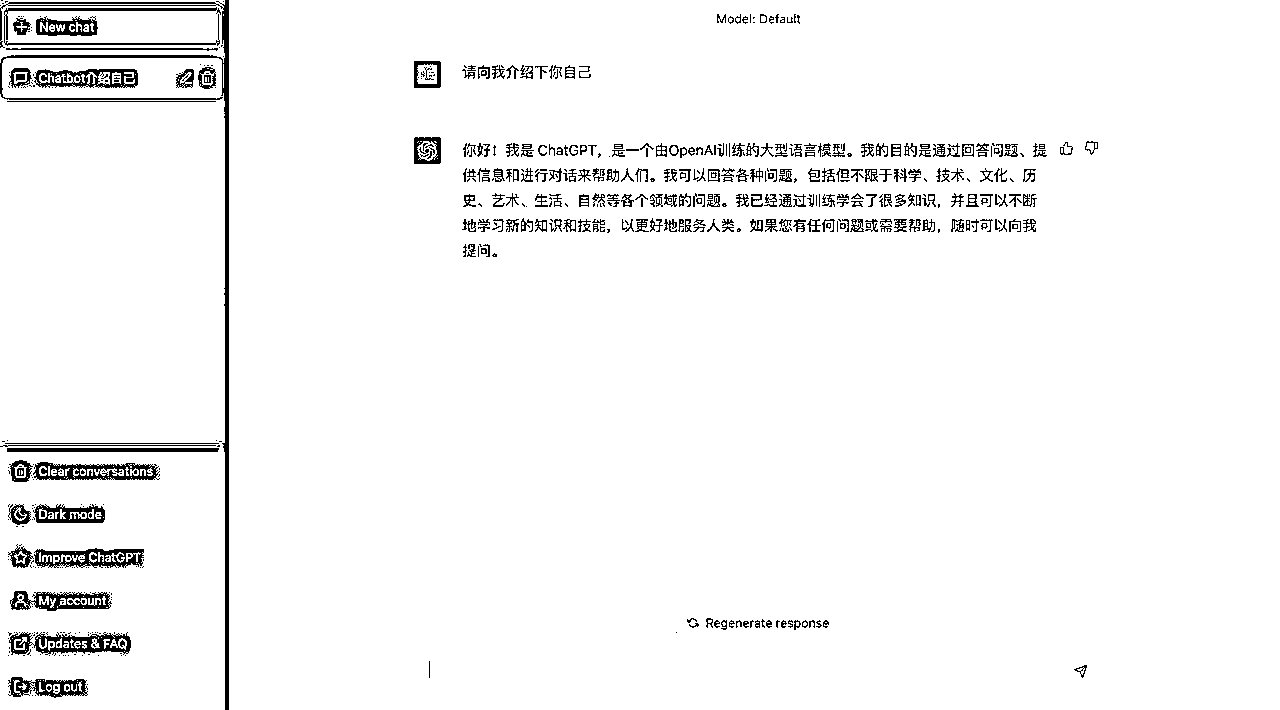 New chat
Chatbot介绍自己
Clear conversations
Dark mode
Improve ChatGPT
My account
Updates & FAQ
Log out
Model: Default
请向我介绍下你自己
你好！我是 ChatGPT，是一个由OpenAI训练的大型语言模型。我的目的是通过回答问题、提
供信息和进行对话来帮助人们。我可以回答各种问题，包括但不限于科学、技术、文化、历
史、艺术、生活、自然等各个领域的问题。我已经通过训练学会了很多知识，并且可以不断
地学习新的知识和技能，以更好地服务人类。如果您有任何问题或需要帮助，随时可以向我
提问。
Regenerate response